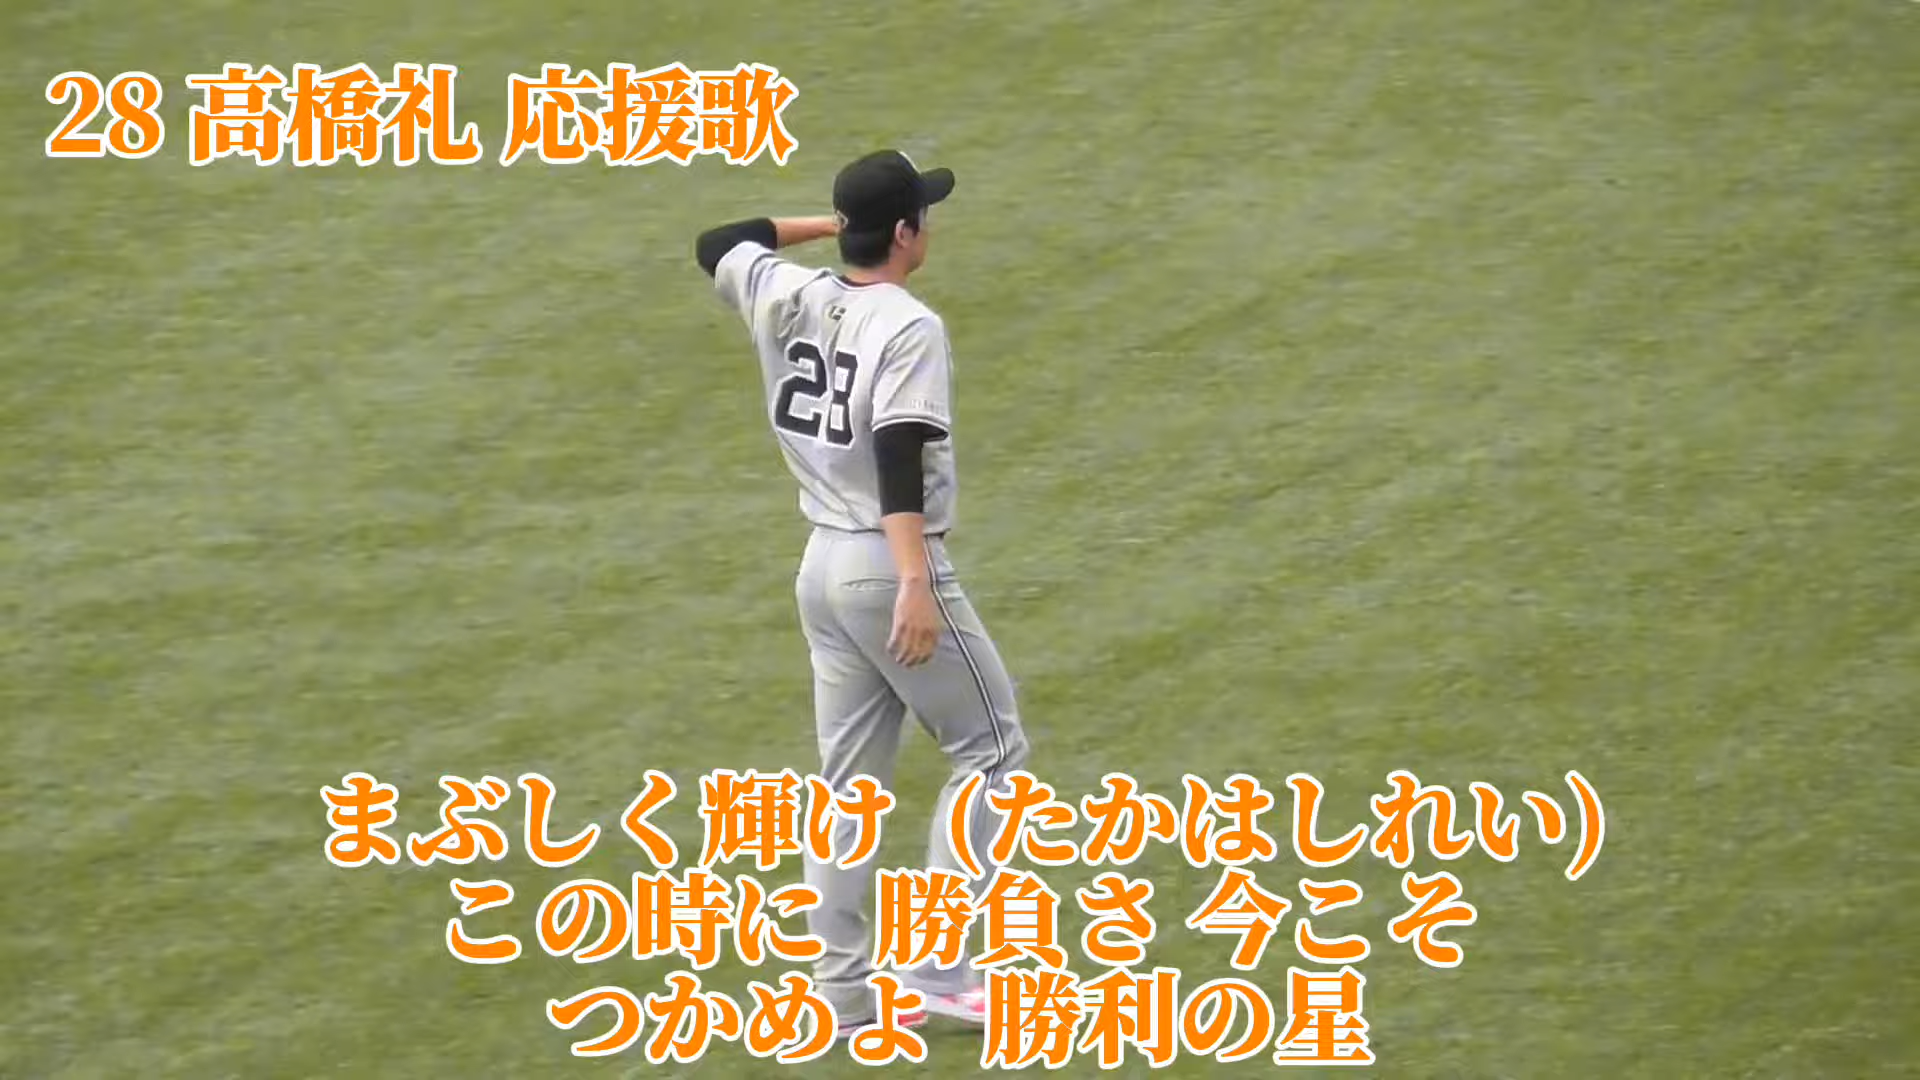 28 高橋礼 応援歌
28
まぶしく輝け (たかはしれい)
この時に 勝負さ 今こそ
つかめよ 勝利の星